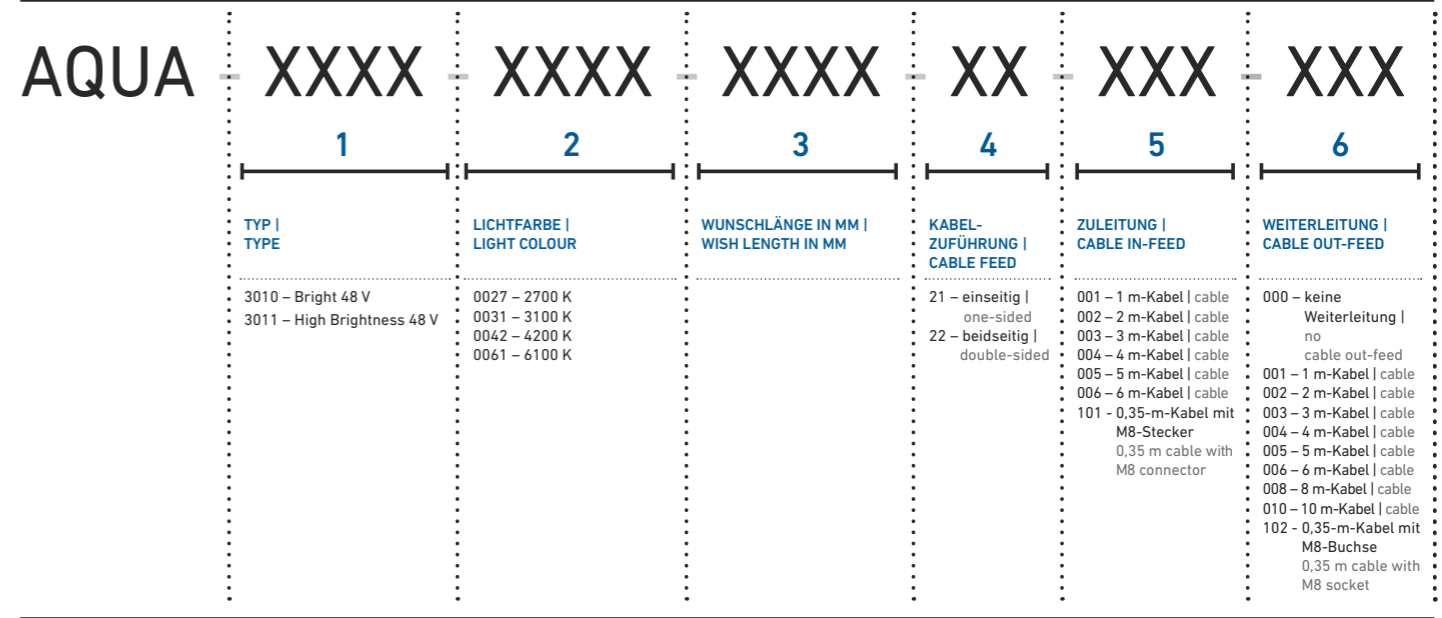 AQUA - XXXX - XXXX - XXXX - XX - XXX - XXX
1
2
3
4
5
6
TYP |
TYPE
LICHTFARBE |
LIGHT COLOUR
WUNSCHLÄNGE IN MM |
WISH LENGTH IN MM
KABEL-
ZUFÜHRUNG |
CABLE FEED
ZULEITUNG |
CABLE IN-FEED
WEITERLEITUNG |
CABLE OUT-FEED
3010 – Bright 48 V
3011 – High Brightness 48 V
0027 – 2700 K
0031 – 3100 K
0042 – 4200 K
0061 – 6100 K
21 – einseitig |
one-sided
22 – beidseitig |
double-sided
001 – 1 m-Kabel | cable
002 – 2 m-Kabel | cable
003 – 3 m-Kabel | cable
004 – 4 m-Kabel | cable
005 – 5 m-Kabel | cable
006 – 6 m-Kabel | cable
101 - 0,35-m-Kabel mit
M8-Stecker
0,35 m cable with
M8 connector
000 – keine
Weiterleitung |
no
cable out-feed
001 – 1 m-Kabel | cable
002 – 2 m-Kabel | cable
003 – 3 m-Kabel | cable
004 – 4 m-Kabel | cable
005 – 5 m-Kabel | cable
006 – 6 m-Kabel | cable
008 – 8 m-Kabel | cable
010 – 10 m-Kabel | cable
102 - 0,35-m-Kabel mit
M8-Buchse
0,35 m cable with
M8 socket